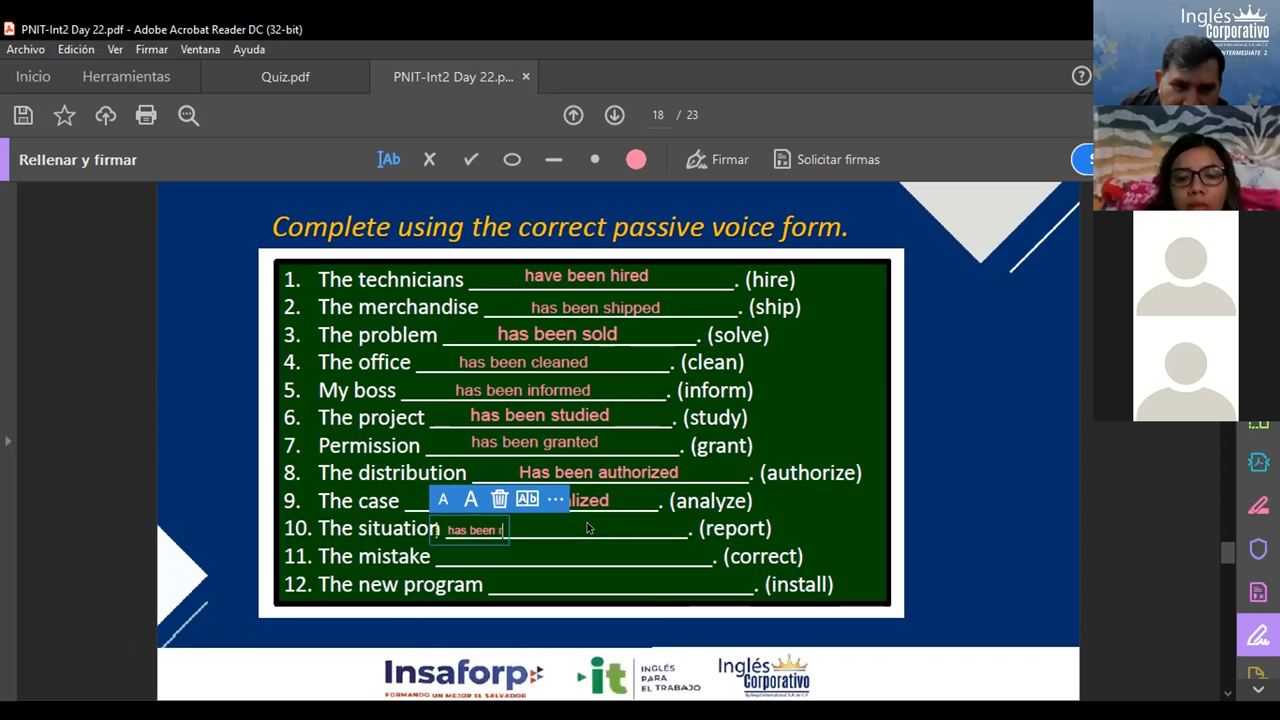 PNIT-Int2 Day 22.pdf - Adobe Acrobat Reader DC (32-bit)
Archivo Edición Ver Firmar Ventana Ayuda
Inicio Herramientas Quiz.pdf PNIT-Int2 Day 22.p... ×
18 / 23
Rellenar y firmar
Ab Firmar Solicitar firmas
Inglés
Corporativo
INTERMEDIATE 2
Complete using the correct passive voice form.
1. The technicians have been hired. (hire)
2. The merchandise has been shipped. (ship)
3. The problem has been sold. (solve)
4. The office has been cleaned. (clean)
5. My boss has been informed. (inform)
6. The project has been studied. (study)
7. Permission has been granted. (grant)
8. The distribution Has been authorized. (authorize)
A A Ab ...
9. The case lized. (analyze)
10. The situation has been r. (report)
11. The mistake ____________________. (correct)
12. The new program ____________________. (install)
Insaforp
FORMANDO UN MEJOR EL SALVADOR
it INGLÉS PARA EL TRABAJO
Inglés
Corporativo